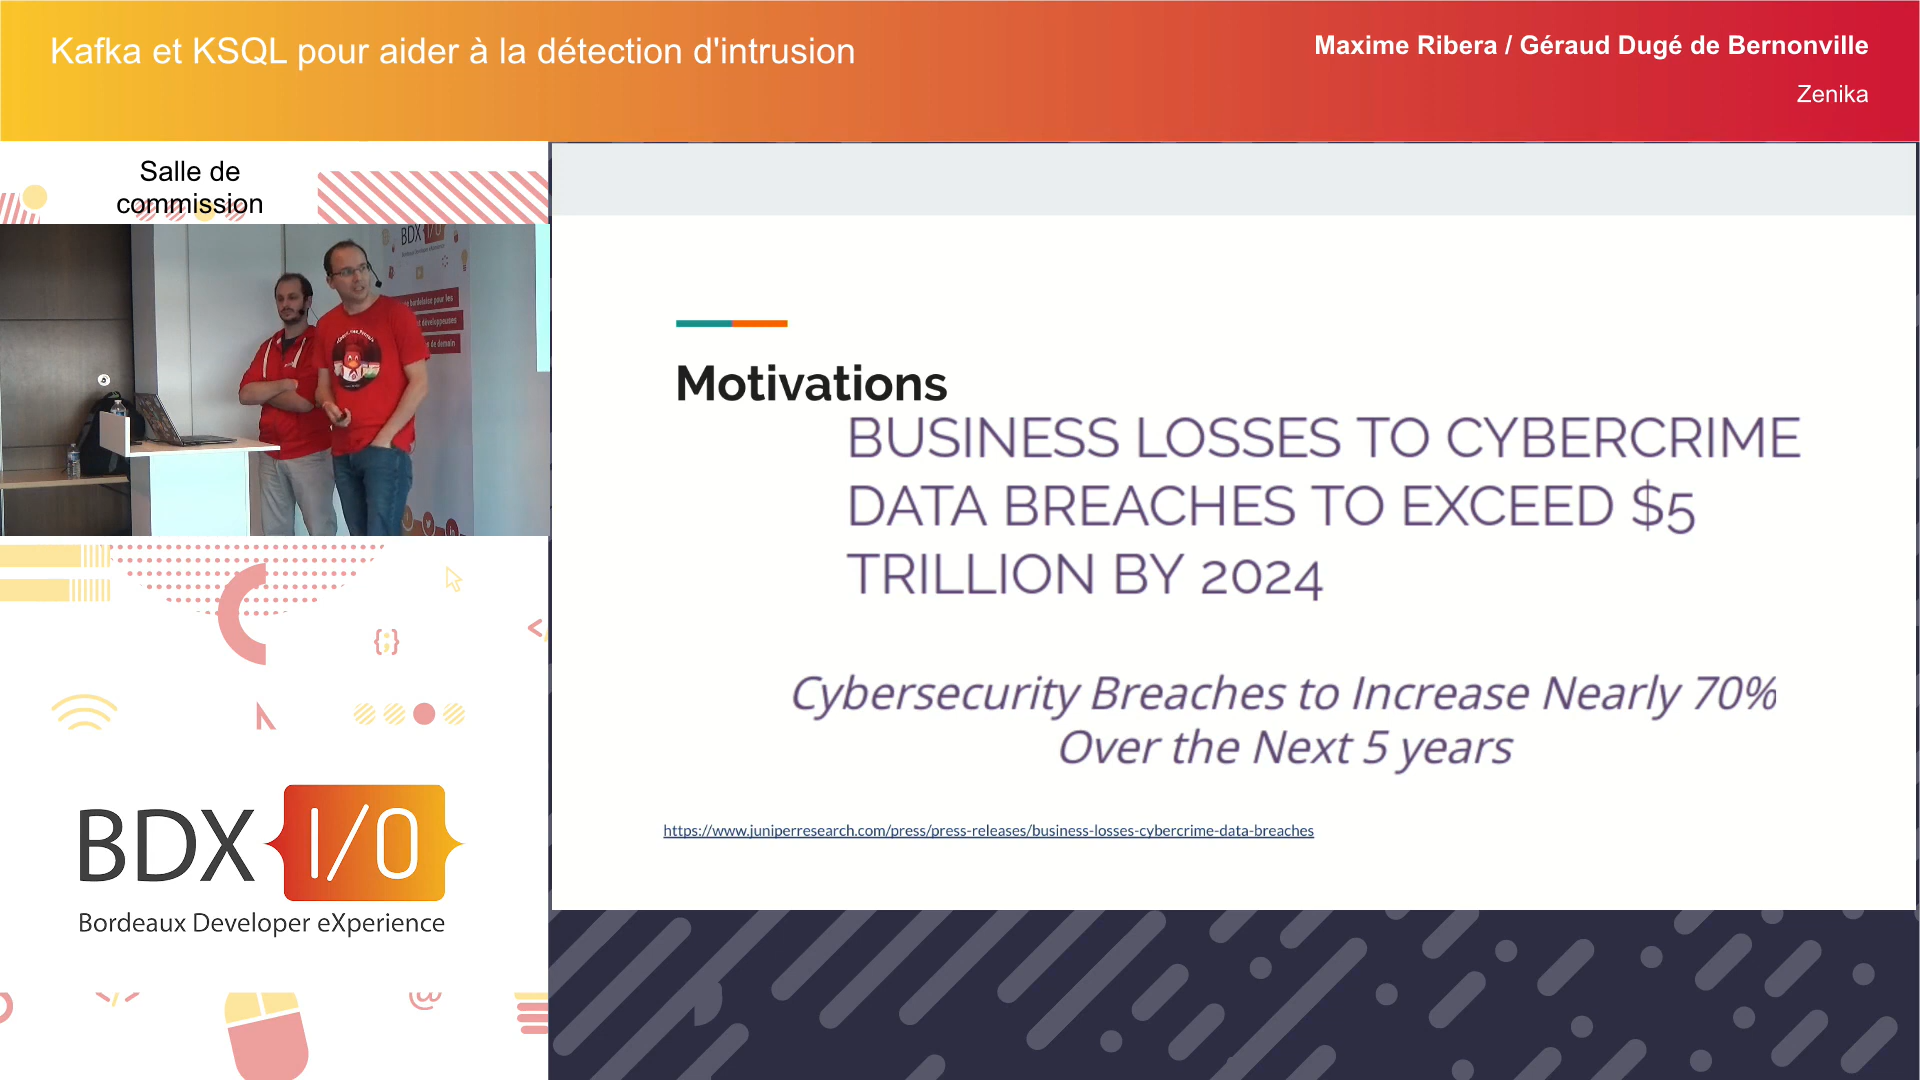 Kafka et KSQL pour aider à la détection d'intrusion
Maxime Ribera / Géraud Dugé de Bernonville
Zenika
Salle de
commission
BDX I/O
Motivations
BUSINESS LOSSES TO CYBERCRIME
DATA BREACHES TO EXCEED $5
TRILLION BY 2024
Cybersecurity Breaches to Increase Nearly 70%
Over the Next 5 years
https://www.juniperresearch.com/press/press-releases/business-losses-cybercrime-data-breaches
BDX I/O
Bordeaux Developer eXperience